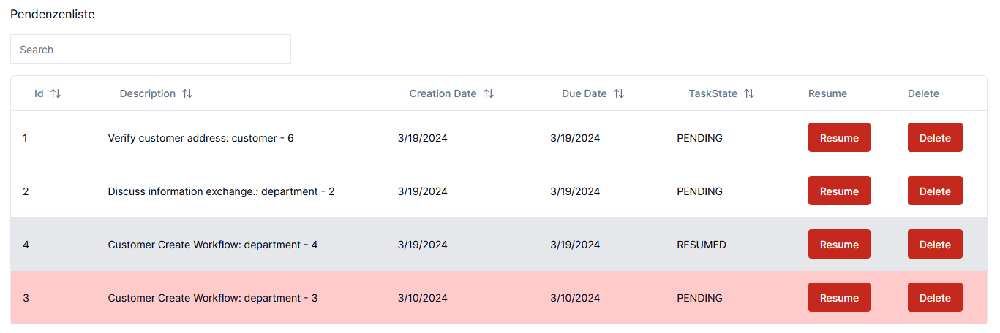 Pendenzenliste
Search
Id Description Creation Date Due Date TaskState Resume Delete
1 Verify customer address: customer - 6 3/19/2024 3/19/2024 PENDING Resume Delete
2 Discuss information exchange.: department - 2 3/19/2024 3/19/2024 PENDING Resume Delete
4 Customer Create Workflow: department - 4 3/19/2024 3/19/2024 RESUMED Resume Delete
3 Customer Create Workflow: department - 3 3/10/2024 3/10/2024 PENDING Resume Delete